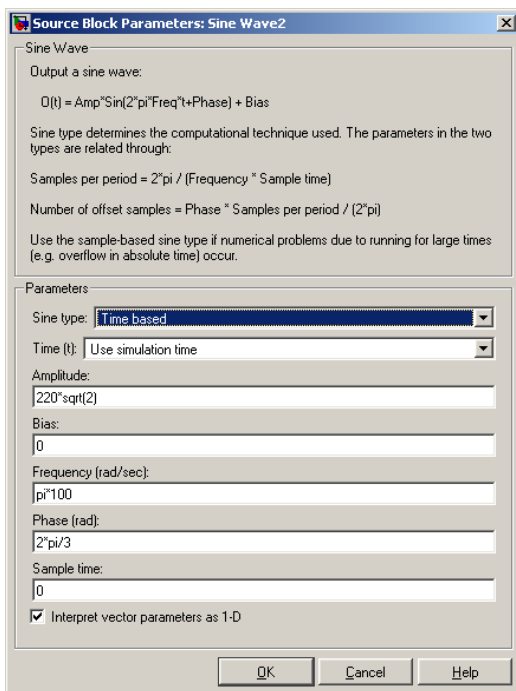 Source Block Parameters: Sine Wave2
Sine Wave
Output a sine wave:
O(t) = Amp*Sin(2*pi*Freq*t+Phase) + Bias
Sine type determines the computational technique used. The parameters in the two
types are related through:
Samples per period = 2*pi / (Frequency * Sample time)
Number of offset samples = Phase * Samples per period / (2*pi)
Use the sample-based sine type if numerical problems due to running for large times
(e.g. overflow in absolute time) occur.
Parameters
Sine type: Time based
Time (t): Use simulation time
Amplitude:
220*sqrt(2)
Bias:
0
Frequency (rad/sec):
pi*100
Phase (rad):
2*pi/3
Sample time:
0
Interpret vector parameters as 1-D
OK Cancel Help